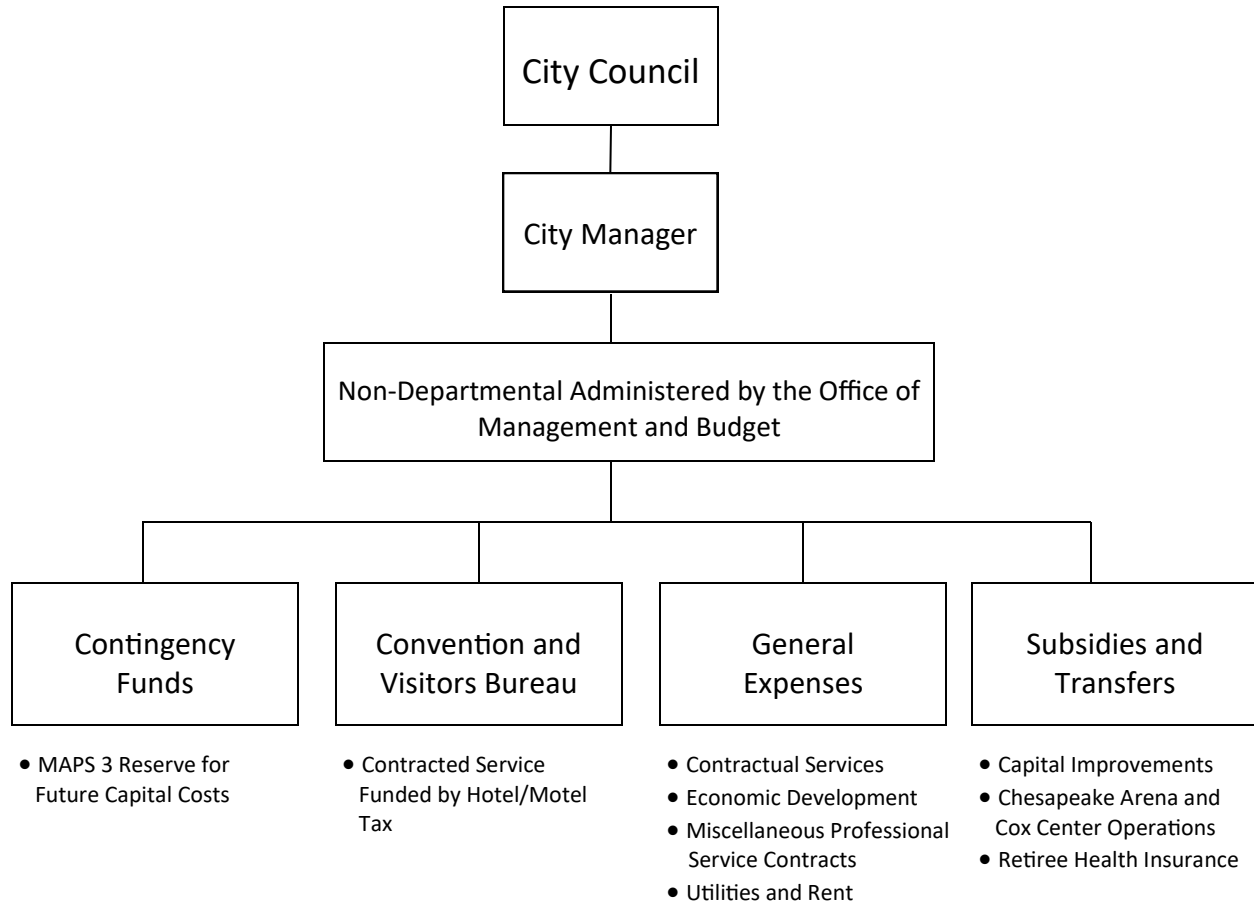 City Council
City Manager
Non-Departmental Administered by the Office of
Management and Budget
Contingency
Funds
Convention and
Visitors Bureau
General
Expenses
Subsidies and
Transfers
• MAPS 3 Reserve for
Future Capital Costs
• Contracted Service
Funded by Hotel/Motel
Tax
• Contractual Services
• Economic Development
• Miscellaneous Professional
Service Contracts
• Utilities and Rent
• Capital Improvements
• Chesapeake Arena and
Cox Center Operations
• Retiree Health Insurance